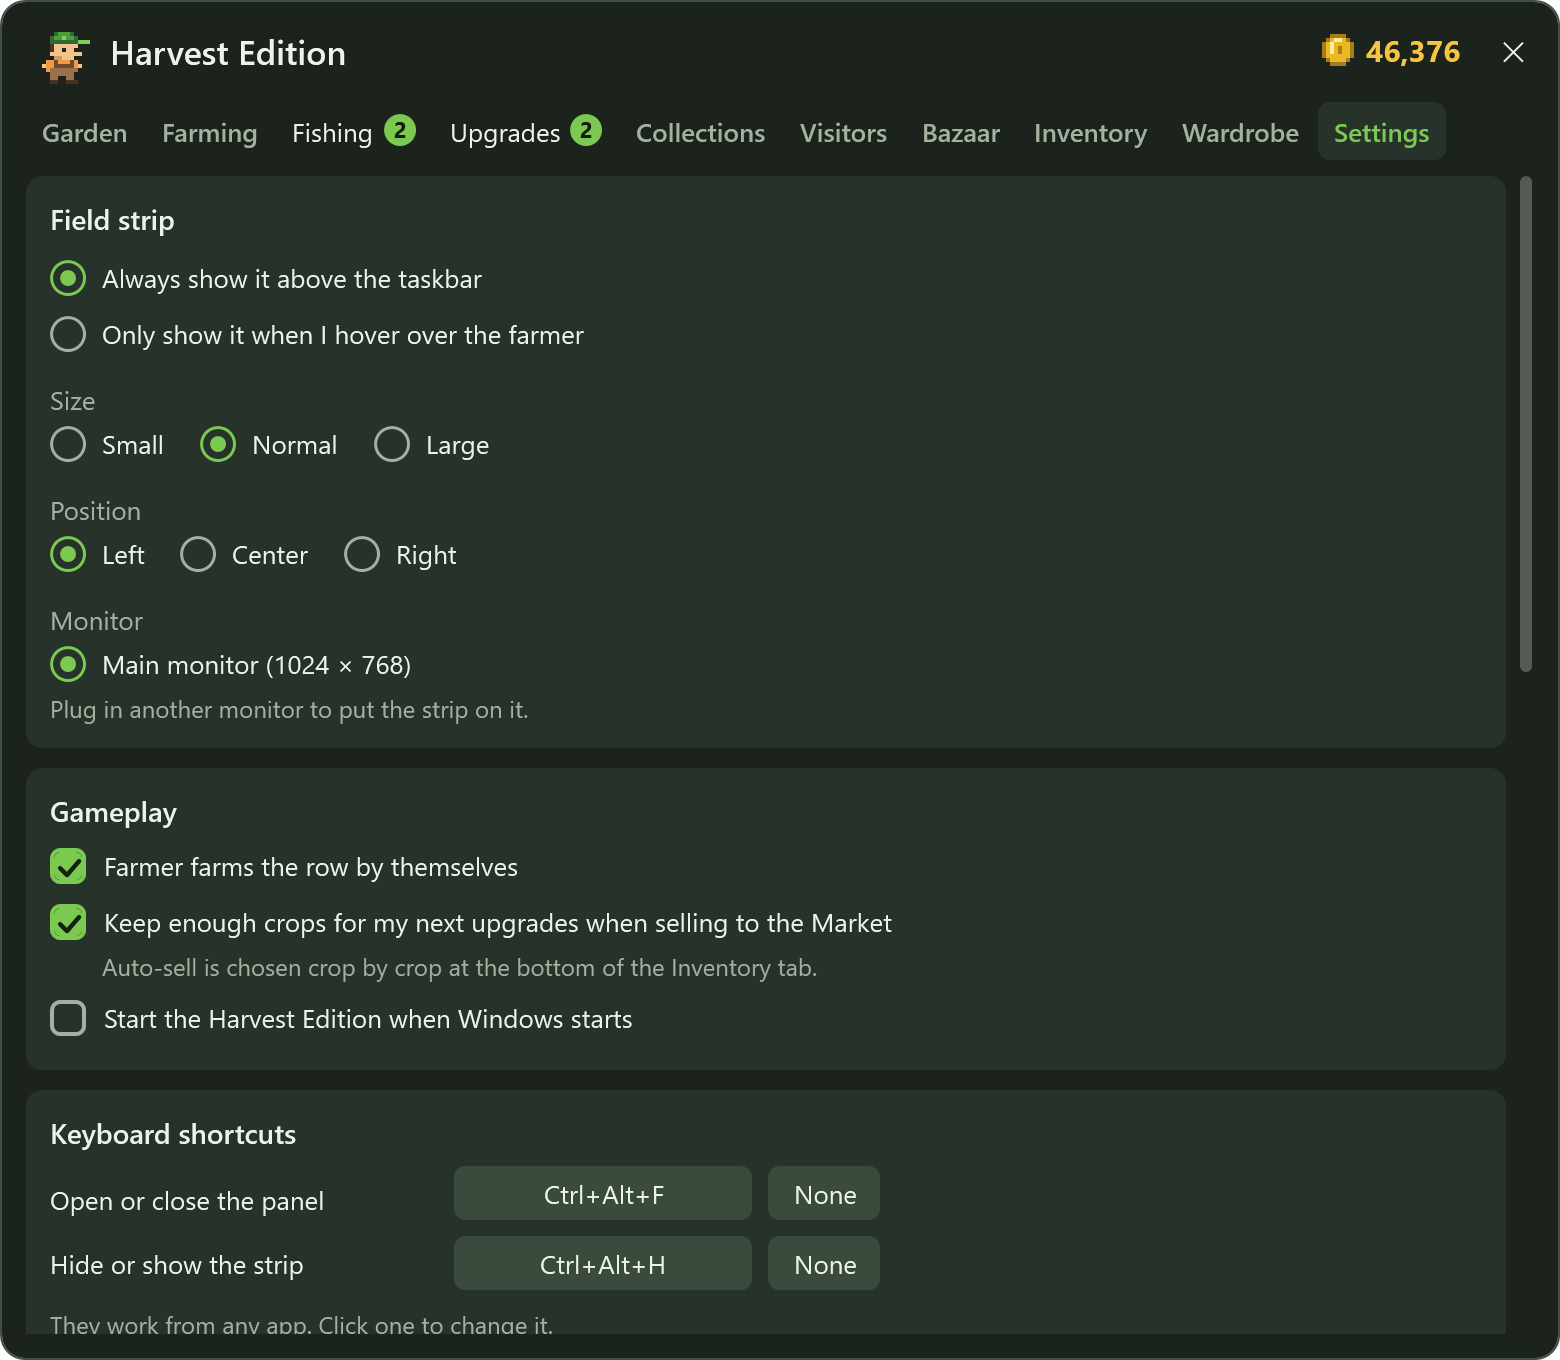 Harvest Edition
46,376
Garden Farming Fishing 2 Upgrades 2 Collections Visitors Bazaar Inventory Wardrobe Settings
Field strip
Always show it above the taskbar
Only show it when I hover over the farmer
Size
Small Normal Large
Position
Left Center Right
Monitor
Main monitor (1024 × 768)
Plug in another monitor to put the strip on it.
Gameplay
Farmer farms the row by themselves
Keep enough crops for my next upgrades when selling to the Market
Auto-sell is chosen crop by crop at the bottom of the Inventory tab.
Start the Harvest Edition when Windows starts
Keyboard shortcuts
Open or close the panel Ctrl+Alt+F None
Hide or show the strip Ctrl+Alt+H None
They work from any app. Click one to change it.